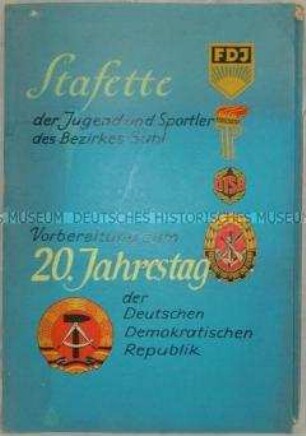 FDJ
Stafette
der Jugend und Sportler
des Bezirkes Suhl
DTSB
MUSEUM DEUTSCHES HISTORISCHES MUSEUM
Vorbereitung zum
20. Jahrestag
der
Deutschen
Demokratischen
Republik